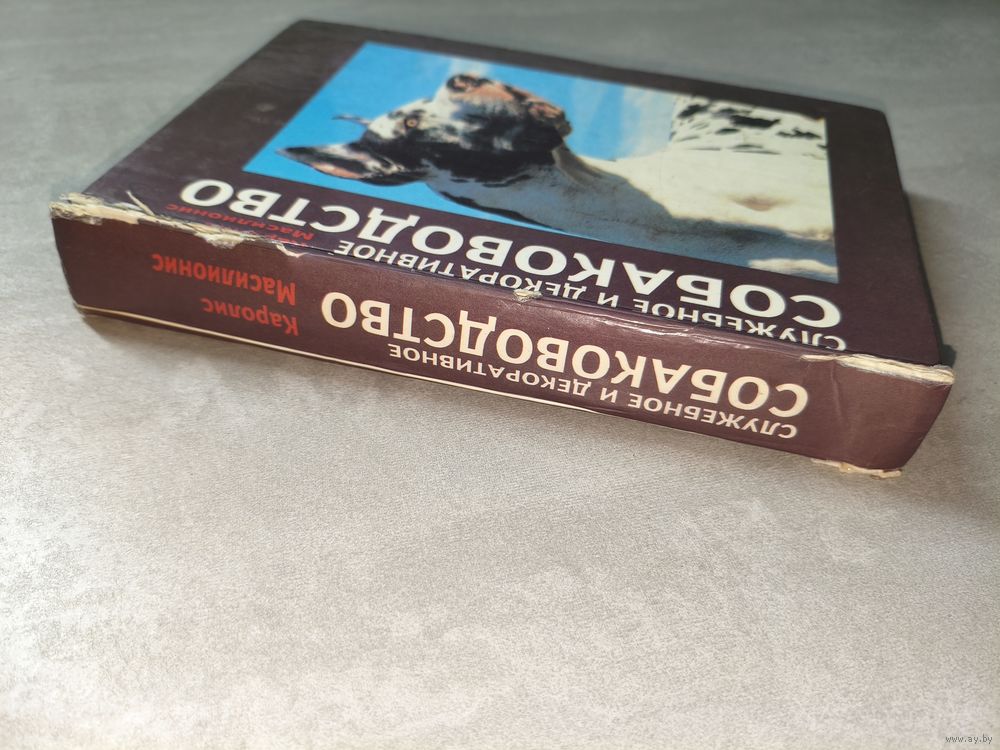 СЛУЖЕБНОЕ И ДЕКОРАТИВНОЕ
СОБАКОВОДСТВО
Масилионис
СЛУЖЕБНОЕ И ДЕКОРАТИВНОЕ
СОБАКОВОДСТВО
Каролис
Масилионис
www.ay.by